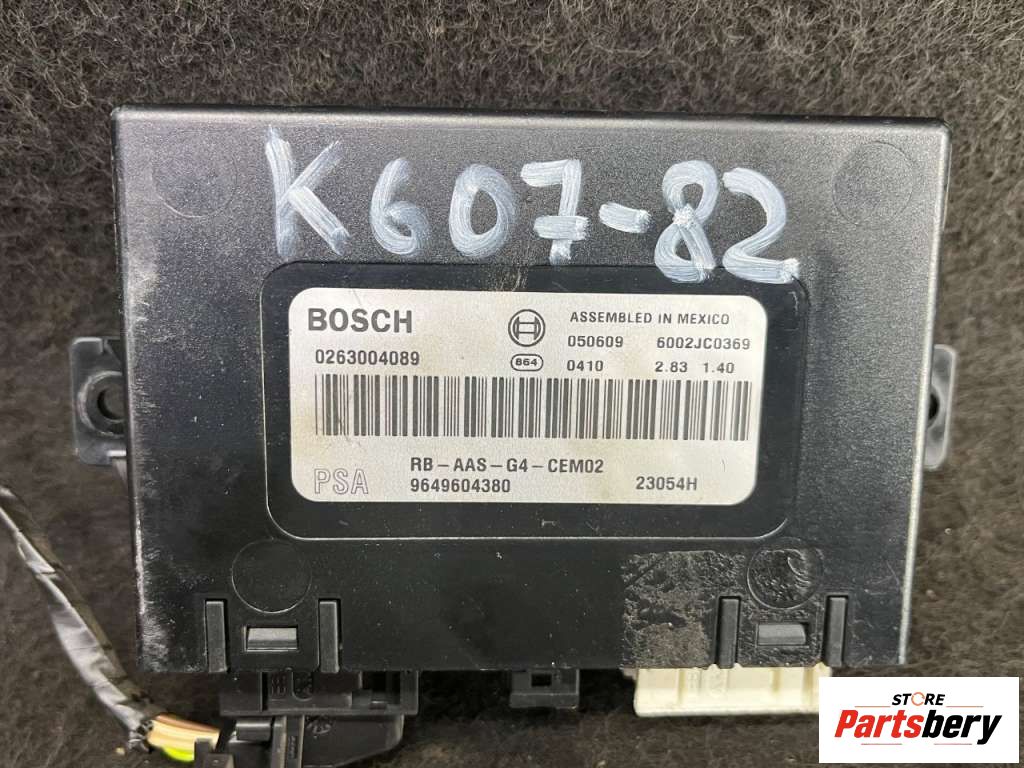 K607-82
BOSCH
ASSEMBLED IN MEXICO
050609 6002JC0369
0263004089
864 0410 2.83 1.40
RB-AAS-G4-CEM02
PSA 9649604380 23054H
STORE
Partsbery